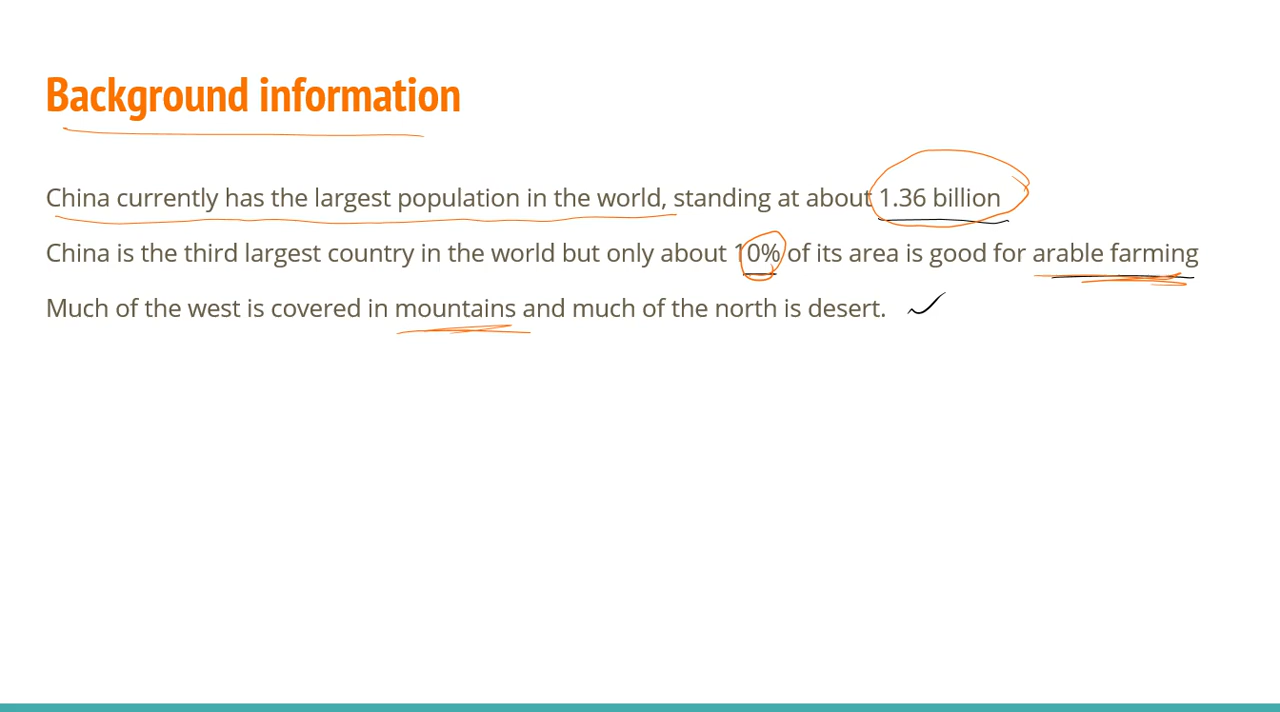 Background information
China currently has the largest population in the world, standing at about 1.36 billion
China is the third largest country in the world but only about 10% of its area is good for arable farming
Much of the west is covered in mountains and much of the north is desert.